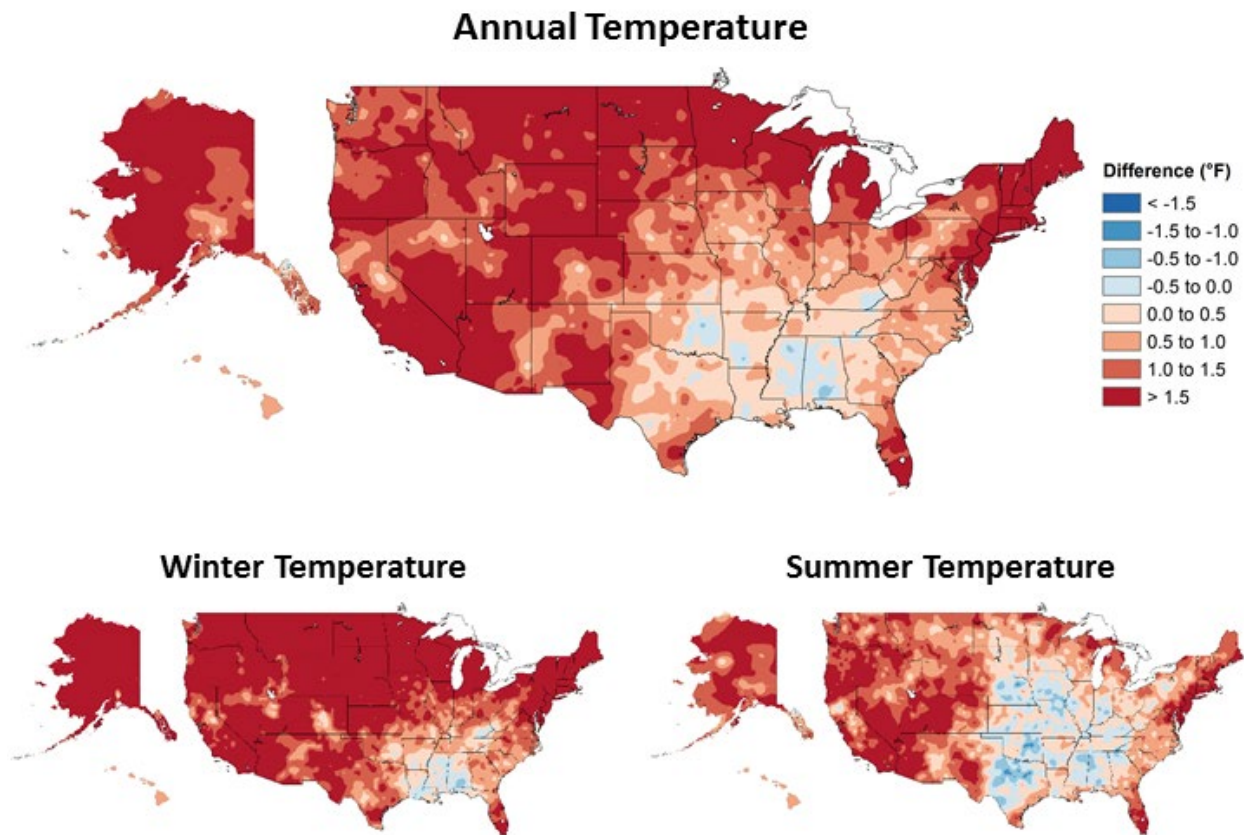 Annual Temperature
Difference (°F)
< -1.5
-1.5 to -1.0
-0.5 to -1.0
-0.5 to 0.0
0.0 to 0.5
0.5 to 1.0
1.0 to 1.5
> 1.5
Winter Temperature
Summer Temperature